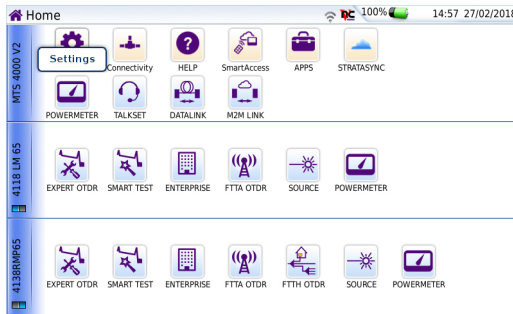 Home
100%
14:57 27/02/2018
MTS 4000 V2
Settings
Connectivity
HELP
SmartAccess
APPS
STRATASYNC
POWERMETER
TALKSET
DATALINK
M2M LINK
4118 LM 65
EXPERT OTDR
SMART TEST
ENTERPRISE
FTTA OTDR
SOURCE
POWERMETER
4138RMP65
EXPERT OTDR
SMART TEST
ENTERPRISE
FTTA OTDR
FTTH OTDR
SOURCE
POWERMETER